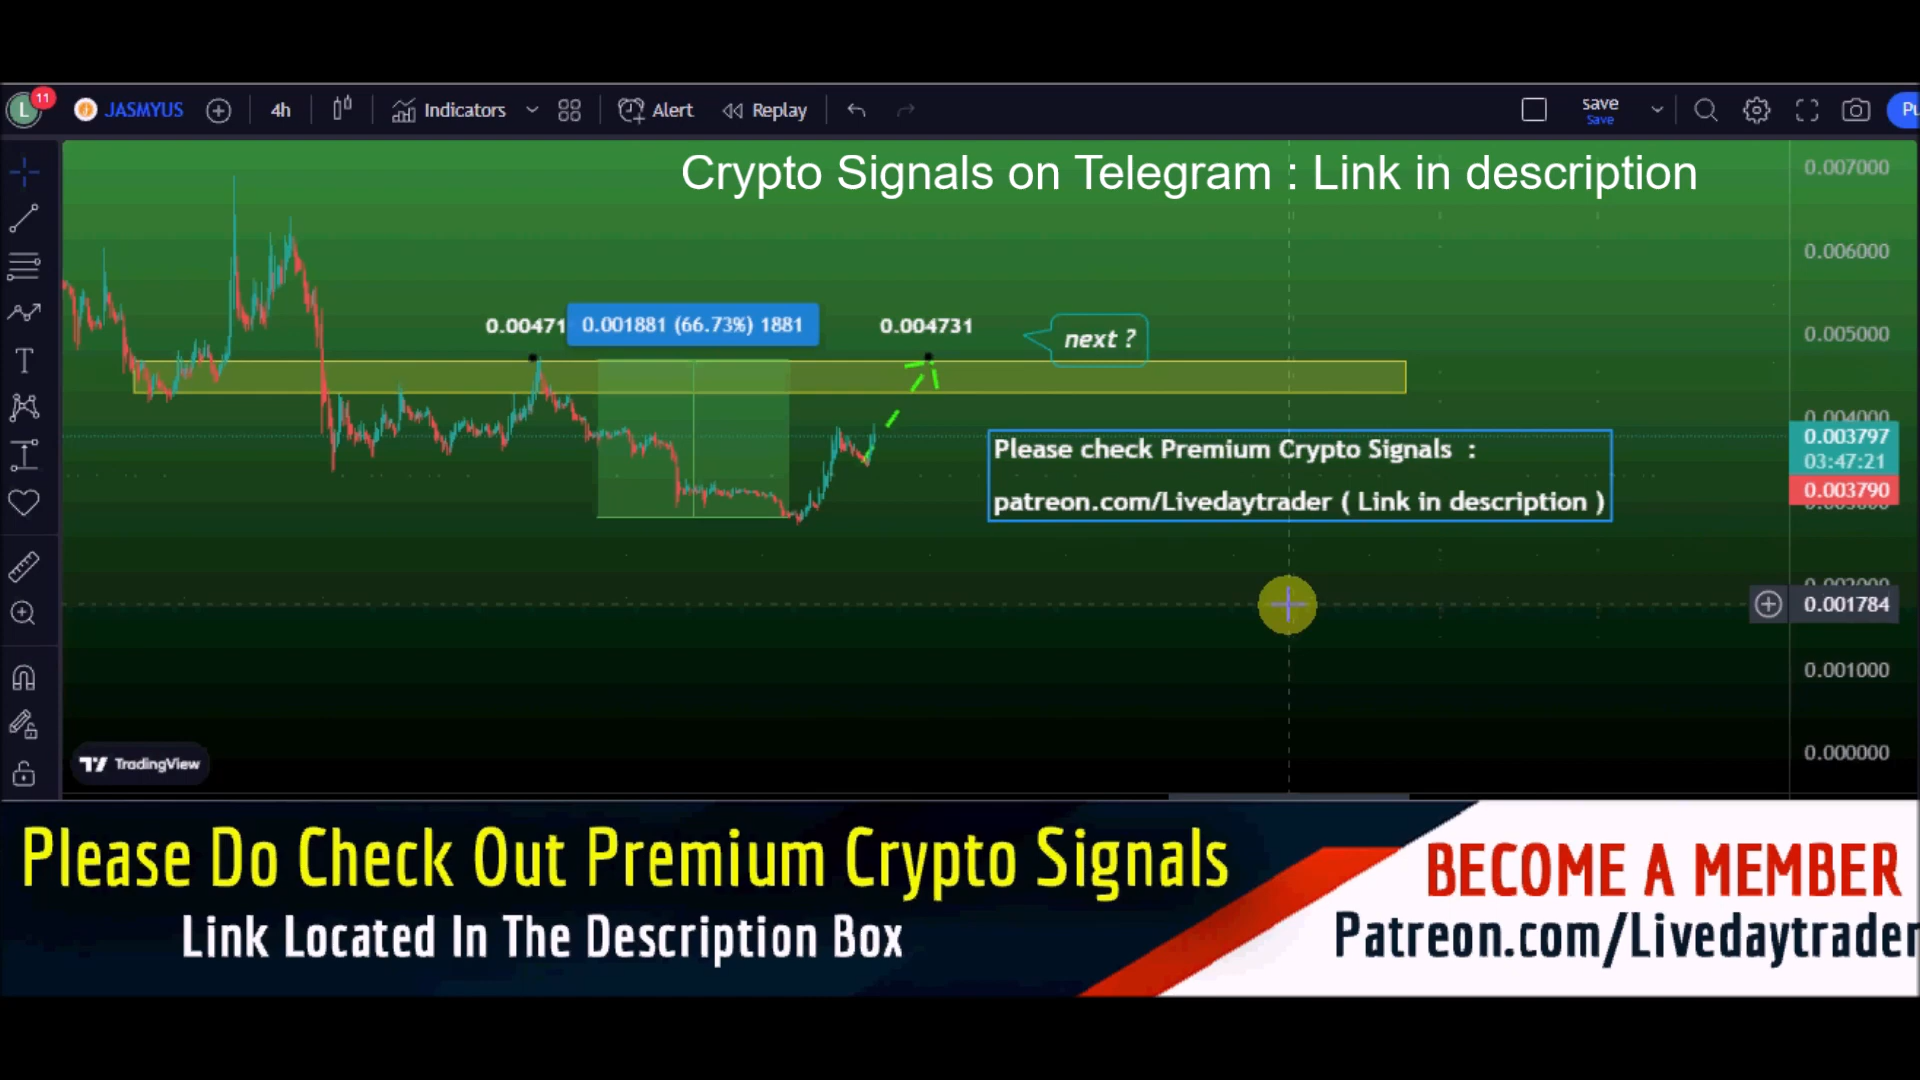 L
11
JASMYUS
4h
Indicators
Alert
Replay
save
Save
Crypto Signals on Telegram : Link in description
0.007000
0.006000
0.005000
0.004000
0.003797
03:47:21
0.003790
0.001784
0.001000
0.000000
0.00471
0.001881 (66.73%) 1881
0.004731
next ?
Please check Premium Crypto Signals :
patreon.com/Livedaytrader ( Link in description )
TradingView
Please Do Check Out Premium Crypto Signals
Link Located In The Description Box
BECOME A MEMBER
Patreon.com/Livedaytrader